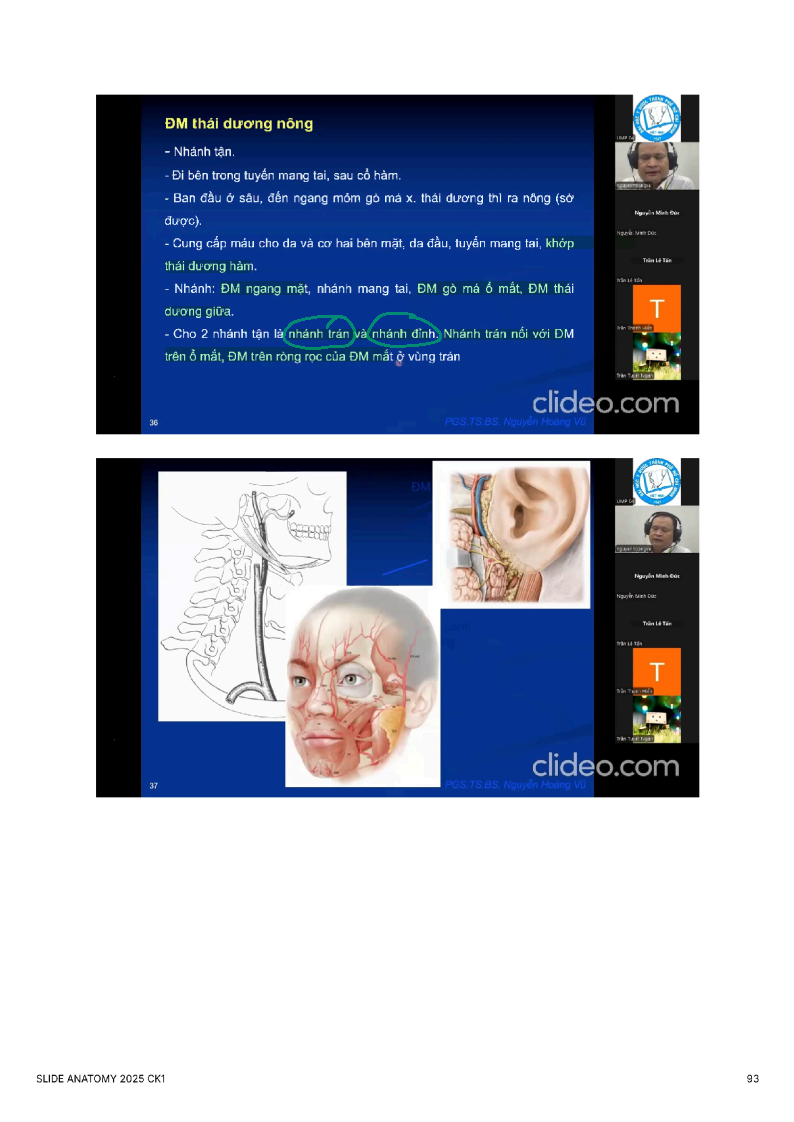 ĐM thái dương nông
- Nhánh tận.
- Đi bên trong tuyến mang tai, sau cổ hàm.
- Ban đầu ở sâu, đến ngang mỏm gò má x. thái dương thì ra nông (sờ
được).
- Cung cấp máu cho da và cơ hai bên mặt, da đầu, tuyến mang tai, khớp
thái dương hàm.
- Nhánh: ĐM ngang mặt, nhánh mang tai, ĐM gò má ổ mắt, ĐM thái
dương giữa.
- Cho 2 nhánh tận là nhánh trán và nhánh đỉnh. Nhánh trán nối với ĐM
trên ổ mắt, ĐM trên ròng rọc của ĐM mắt ở vùng trán
clideo.com
36
PGS.TS.BS. Nguyễn Hoàng Vũ
UMP
Nguyễn Minh Đức
Nguyễn Minh Đức
Trần Lê Tấn
Trần Lê Tấn
T
ĐM
clideo.com
37
PGS.TS.BS. Nguyễn Hoàng Vũ
UMP
Nguyễn Minh Đức
Nguyễn Minh Đức
Trần Lê Tấn
Trần Lê Tấn
T
SLIDE ANATOMY 2025 CK1
93